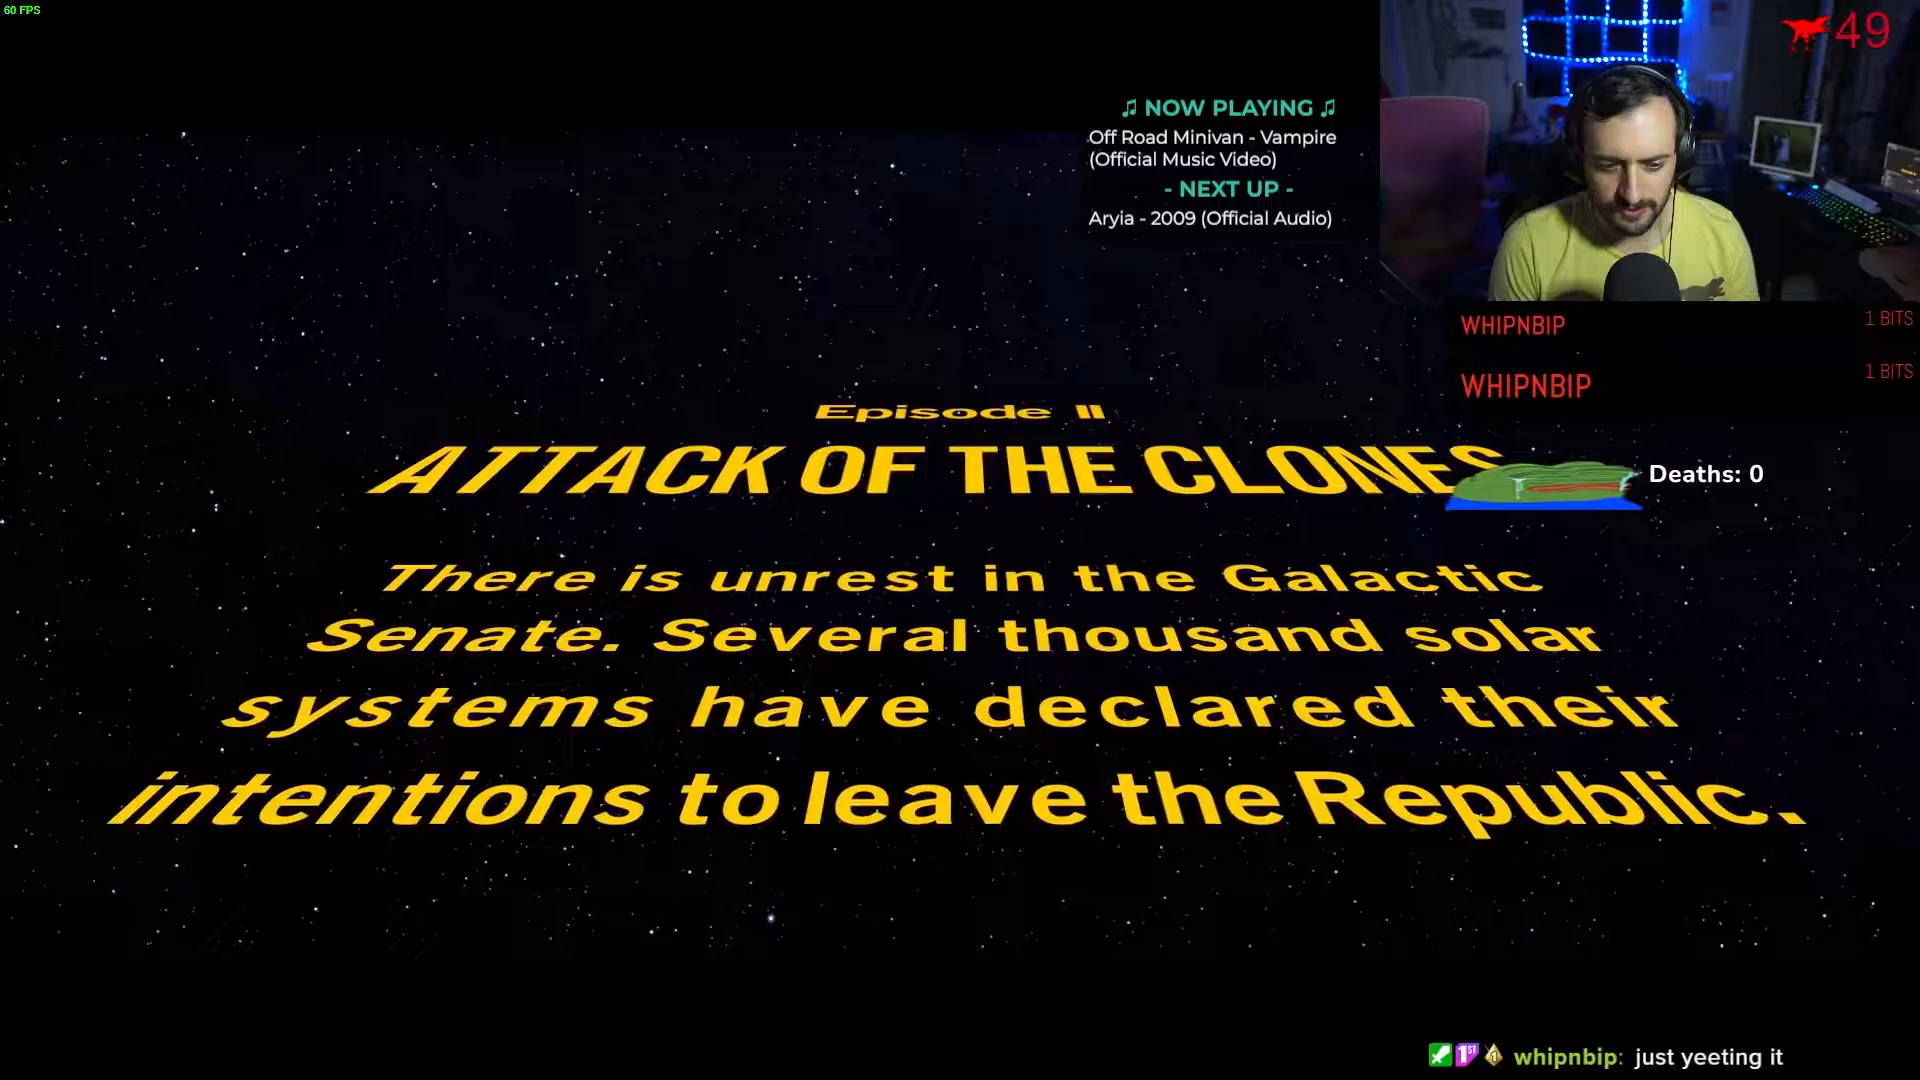 60 FPS
49
♫ NOW PLAYING ♫
Off Road Minivan - Vampire
(Official Music Video)
- NEXT UP -
Aryia - 2009 (Official Audio)
WHIPNBIP 1 BITS
WHIPNBIP 1 BITS
Episode II
ATTACK OF THE CLONES
Deaths: 0
There is unrest in the Galactic
Senate. Several thousand solar
systems have declared their
intentions to leave the Republic.
1ST 1 whipnbip: just yeeting it